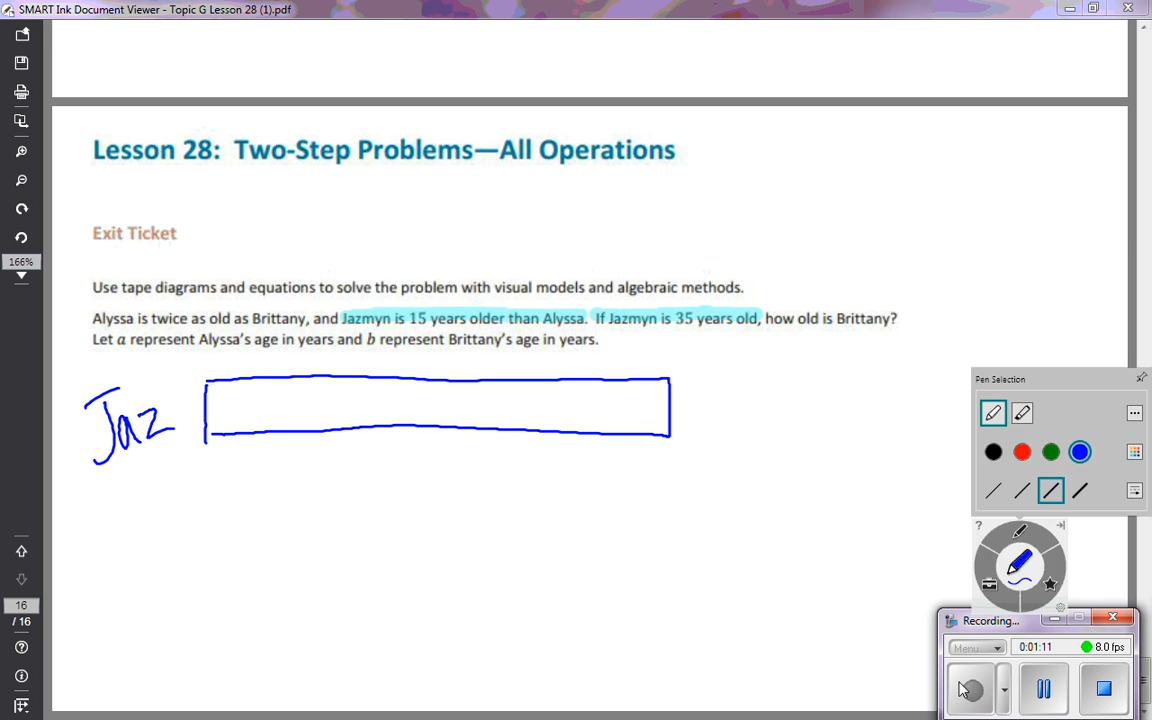 SMART Ink Document Viewer - Topic G Lesson 28 (1).pdf
Lesson 28: Two-Step Problems—All Operations
Exit Ticket
Use tape diagrams and equations to solve the problem with visual models and algebraic methods.
Alyssa is twice as old as Brittany, and Jazmyn is 15 years older than Alyssa. If Jazmyn is 35 years old, how old is Brittany?
Let a represent Alyssa's age in years and b represent Brittany's age in years.
Jaz
166%
16
/ 16
Pen Selection
Recording...
Menu
0:01:11
8.0 fps